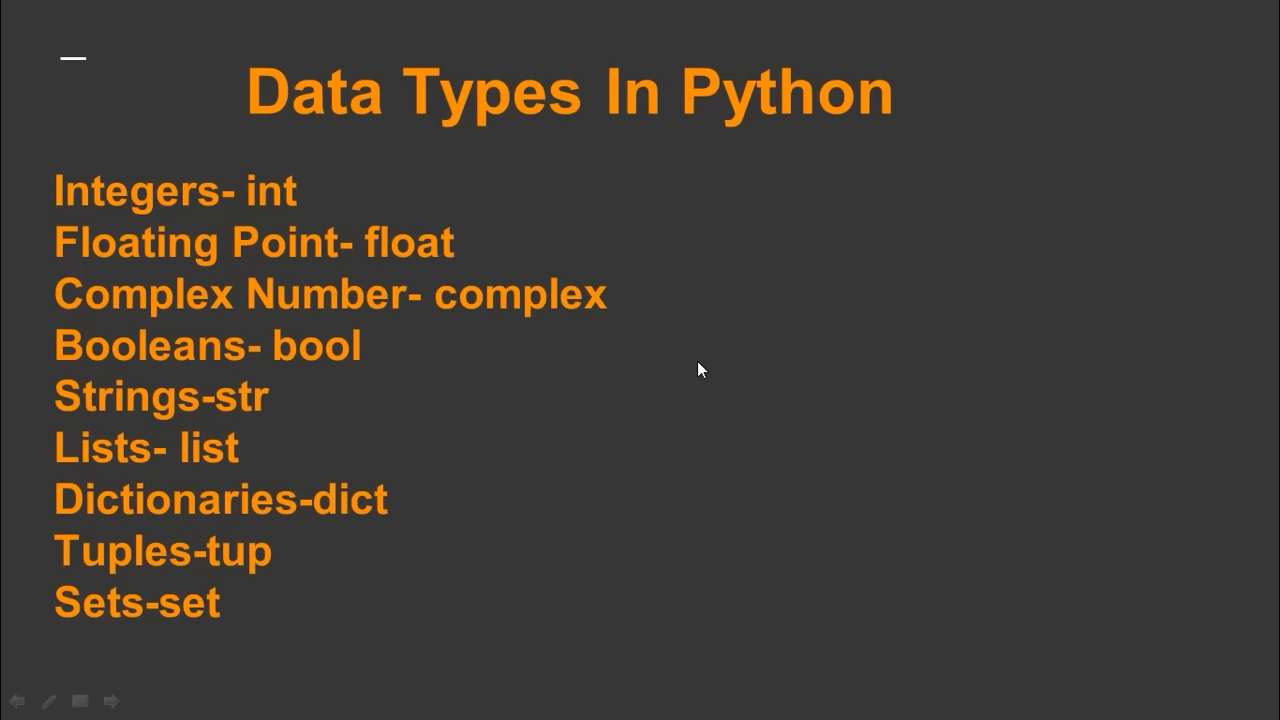 Data Types In Python
Integers- int
Floating Point- float
Complex Number- complex
Booleans- bool
Strings-str
Lists- list
Dictionaries-dict
Tuples-tup
Sets-set